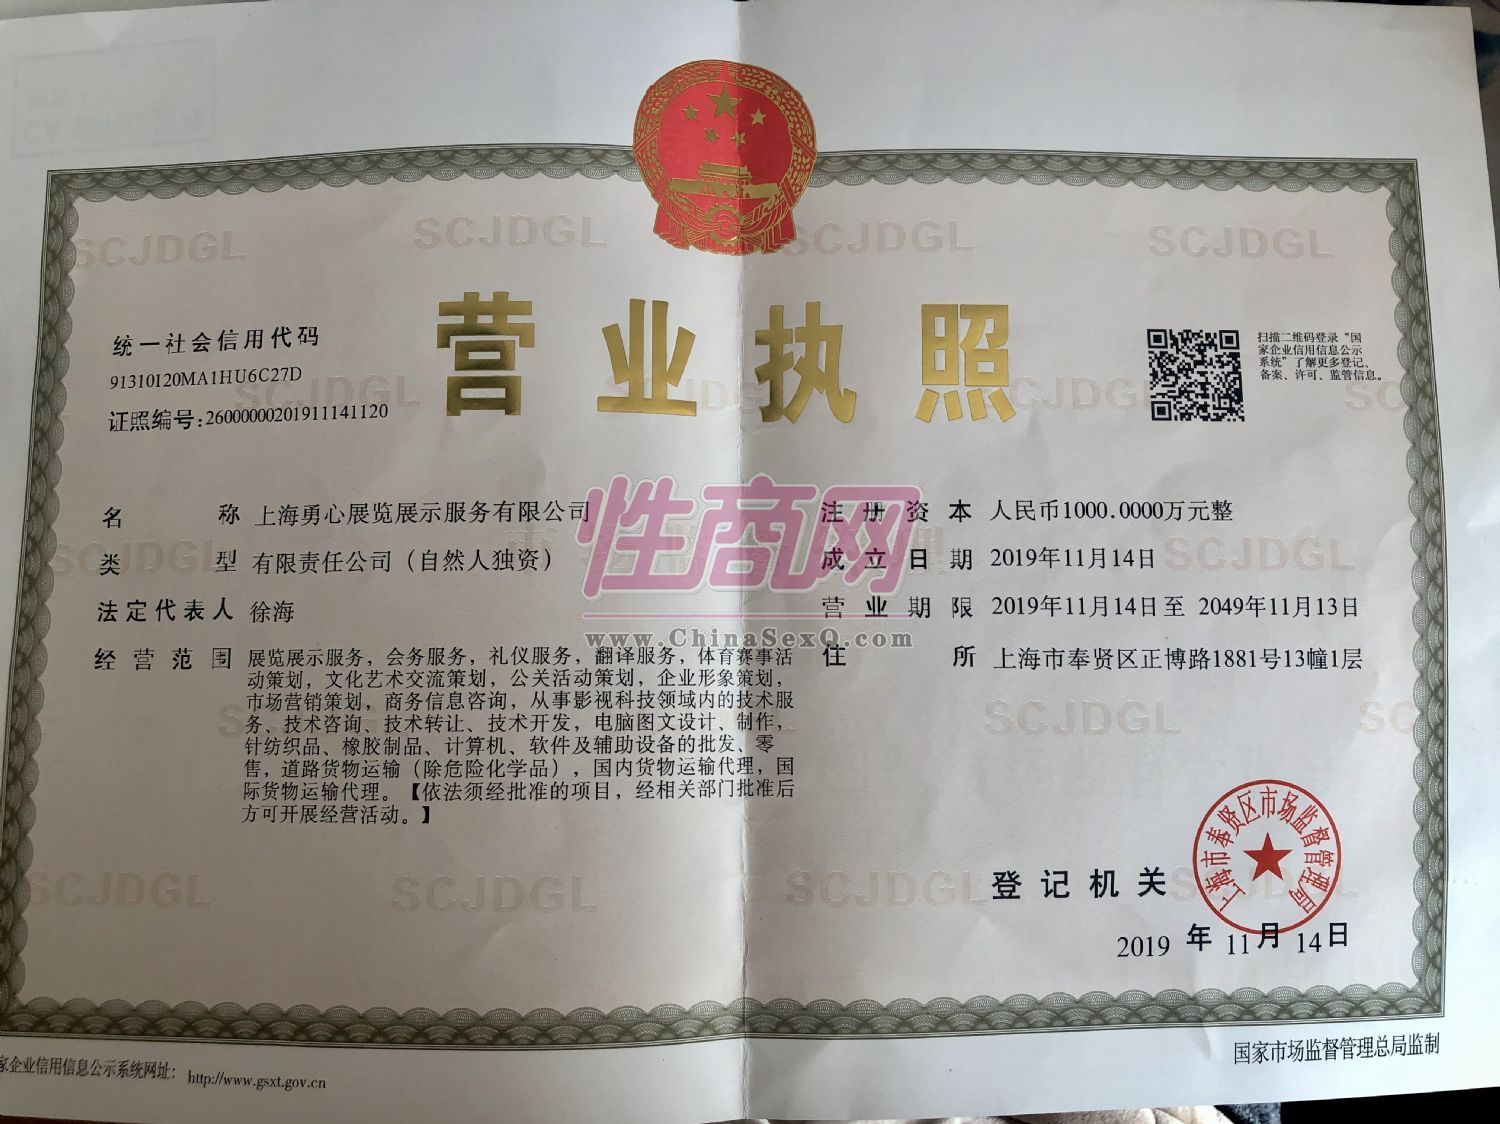 SCJDGL SCJDGL SCJDGL SCJDGL
营业执照
统一社会信用代码
91310120MA1HU6C27D
证照编号:26000000201911141120
扫描二维码登录“国
家企业信用信息公示
系统”了解更多登记、
备案、许可、监管信息。
名称 上海勇心展览展示服务有限公司
类型 有限责任公司（自然人独资）
法定代表人 徐海
经营范围 展览展示服务，会务服务，礼仪服务，翻译服务，体育赛事活
动策划，文化艺术交流策划，公关活动策划，企业形象策划，
市场营销策划，商务信息咨询，从事影视科技领域内的技术服
务、技术咨询、技术转让、技术开发，电脑图文设计、制作，
针纺织品、橡胶制品、计算机、软件及辅助设备的批发、零
售，道路货物运输（除危险化学品），国内货物运输代理，国
际货物运输代理。【依法须经批准的项目，经相关部门批准后
方可开展经营活动。】
注册资本 人民币1000.0000万元整
成立日期 2019年11月14日
营业期限 2019年11月14日至 2049年11月13日
住所 上海市奉贤区正博路1881号13幢1层
性商网
www.ChinaSexQ.com
SCJDGL SCJDGL
SCJDGL SCJDGL SCJDGL
登记机关
上海市奉贤区市场监督管理局
2019 年 11 月 14 日
家企业信用信息公示系统网址: http://www.gsxt.gov.cn
国家市场监督管理总局监制